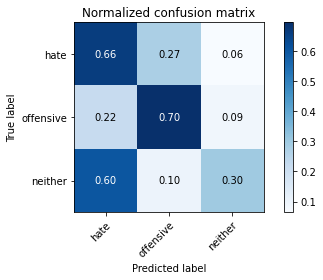 Normalized confusion matrix
True label
hate
0.66 0.27 0.06
offensive
0.22 0.70 0.09
neither
0.60 0.10 0.30
hate offensive neither
Predicted label
0.6
0.5
0.4
0.3
0.2
0.1